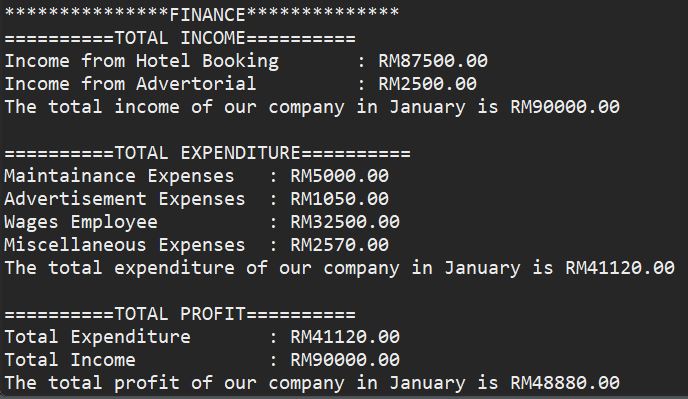 ***************FINANCE**************
==========TOTAL INCOME==========
Income from Hotel Booking       : RM87500.00
Income from Advertorial         : RM2500.00
The total income of our company in January is RM90000.00

==========TOTAL EXPENDITURE==========
Maintainance Expenses   : RM5000.00
Advertisement Expenses  : RM1050.00
Wages Employee          : RM32500.00
Miscellaneous Expenses  : RM2570.00
The total expenditure of our company in January is RM41120.00

==========TOTAL PROFIT==========
Total Expenditure       : RM41120.00
Total Income            : RM90000.00
The total profit of our company in January is RM48880.00